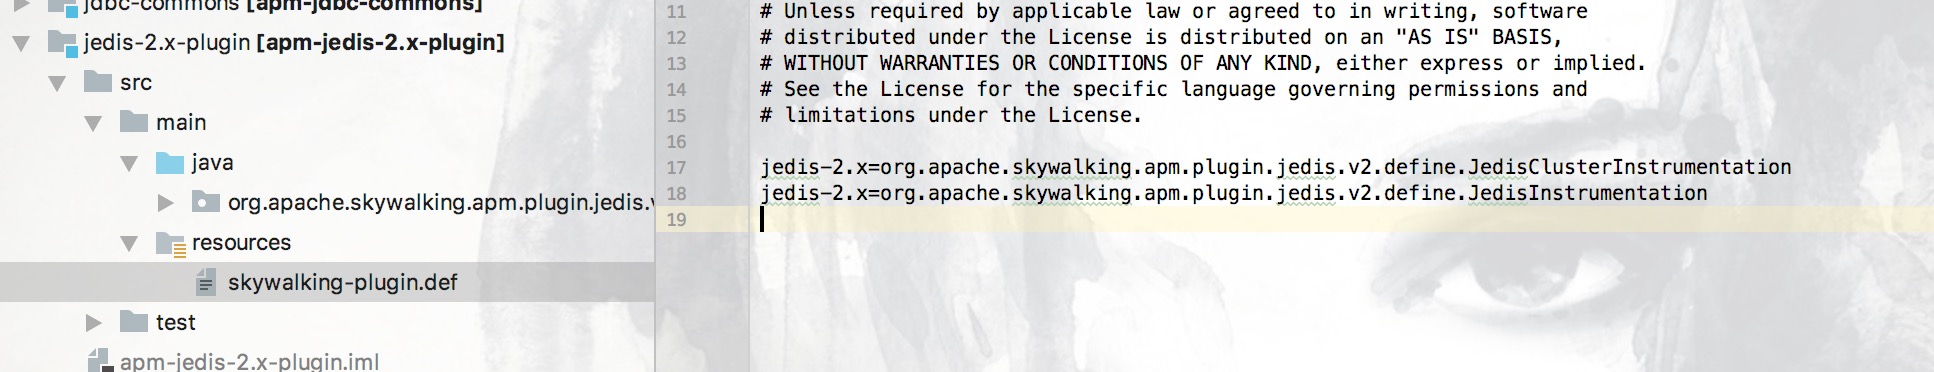 jdbc-commons [apm-jdbc-commons]
jedis-2.x-plugin [apm-jedis-2.x-plugin]
src
main
java
org.apache.skywalking.apm.plugin.jedis.
resources
skywalking-plugin.def
test
apm-jedis-2.x-plugin.iml
11 # Unless required by applicable law or agreed to in writing, software
12 # distributed under the License is distributed on an "AS IS" BASIS,
13 # WITHOUT WARRANTIES OR CONDITIONS OF ANY KIND, either express or implied.
14 # See the License for the specific language governing permissions and
15 # limitations under the License.
16
17 jedis-2.x=org.apache.skywalking.apm.plugin.jedis.v2.define.JedisClusterInstrumentation
18 jedis-2.x=org.apache.skywalking.apm.plugin.jedis.v2.define.JedisInstrumentation
19